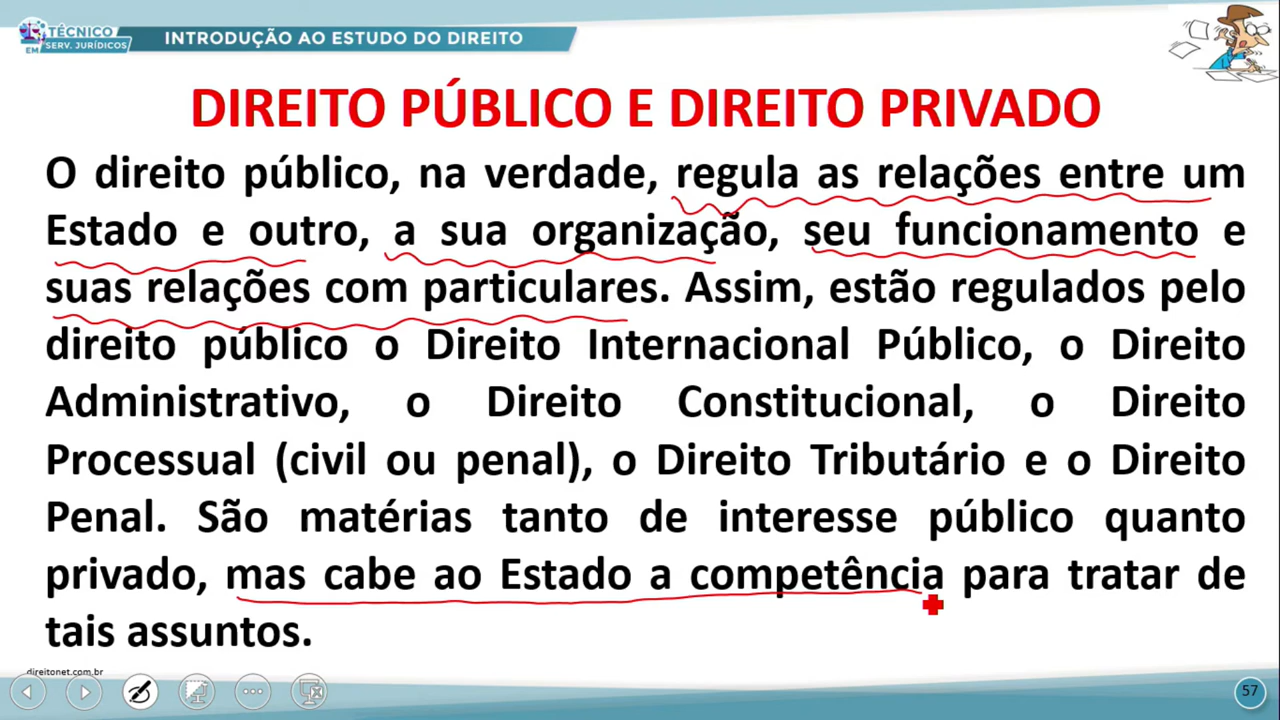 TÉCNICO
EM SERV. JURÍDICOS
INTRODUÇÃO AO ESTUDO DO DIREITO
DIREITO PÚBLICO E DIREITO PRIVADO
O direito público, na verdade, regula as relações entre um
Estado e outro, a sua organização, seu funcionamento e
suas relações com particulares. Assim, estão regulados pelo
direito público o Direito Internacional Público, o Direito
Administrativo, o Direito Constitucional, o Direito
Processual (civil ou penal), o Direito Tributário e o Direito
Penal. São matérias tanto de interesse público quanto
privado, mas cabe ao Estado a competência para tratar de
tais assuntos.
direitonet.com.br
57